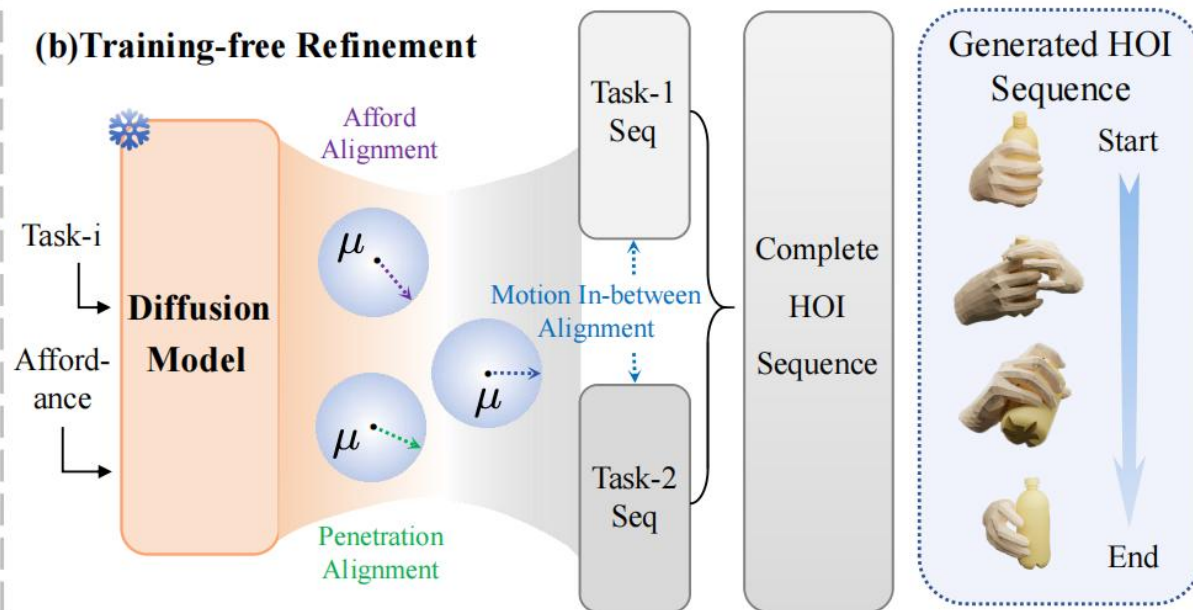 (b)Training-free Refinement
Task-i
Afford-
ance
Diffusion
Model
Afford
Alignment
μ
μ
μ
Penetration
Alignment
Motion In-between
Alignment
Task-1
Seq
Task-2
Seq
Complete
HOI
Sequence
Generated HOI
Sequence
Start
End